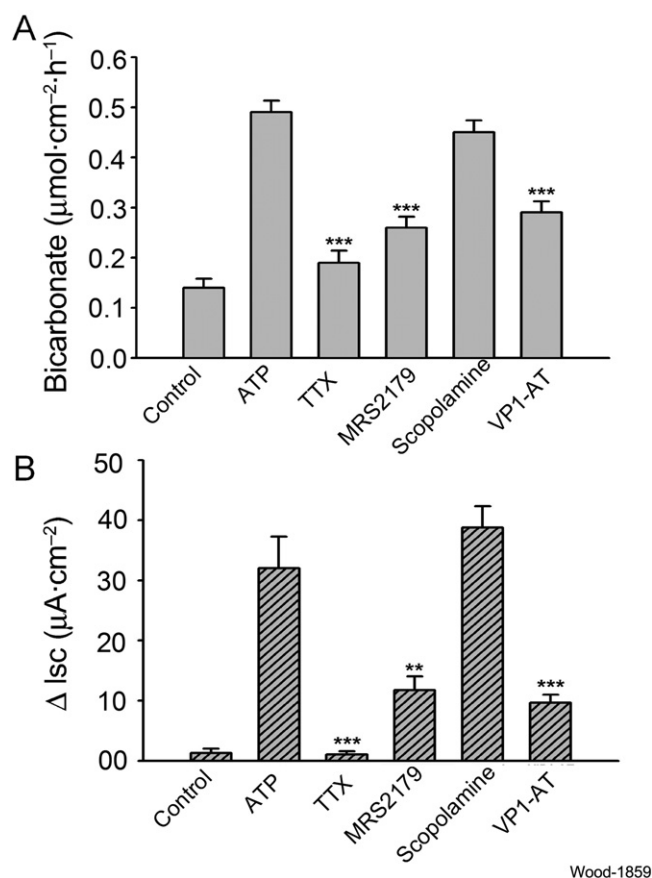 A
Bicarbonate (μmol·cm⁻²·h⁻¹)
0.6
0.5
0.4
0.3
0.2
0.1
0.0
***
***
***
Control
ATP
TTX
MRS2179
Scopolamine
VP1-AT
B
Δ Isc (μA·cm⁻²)
50
40
30
20
10
00
***
**
***
Control
ATP
TTX
MRS2179
Scopolamine
VP1-AT
Wood-1859